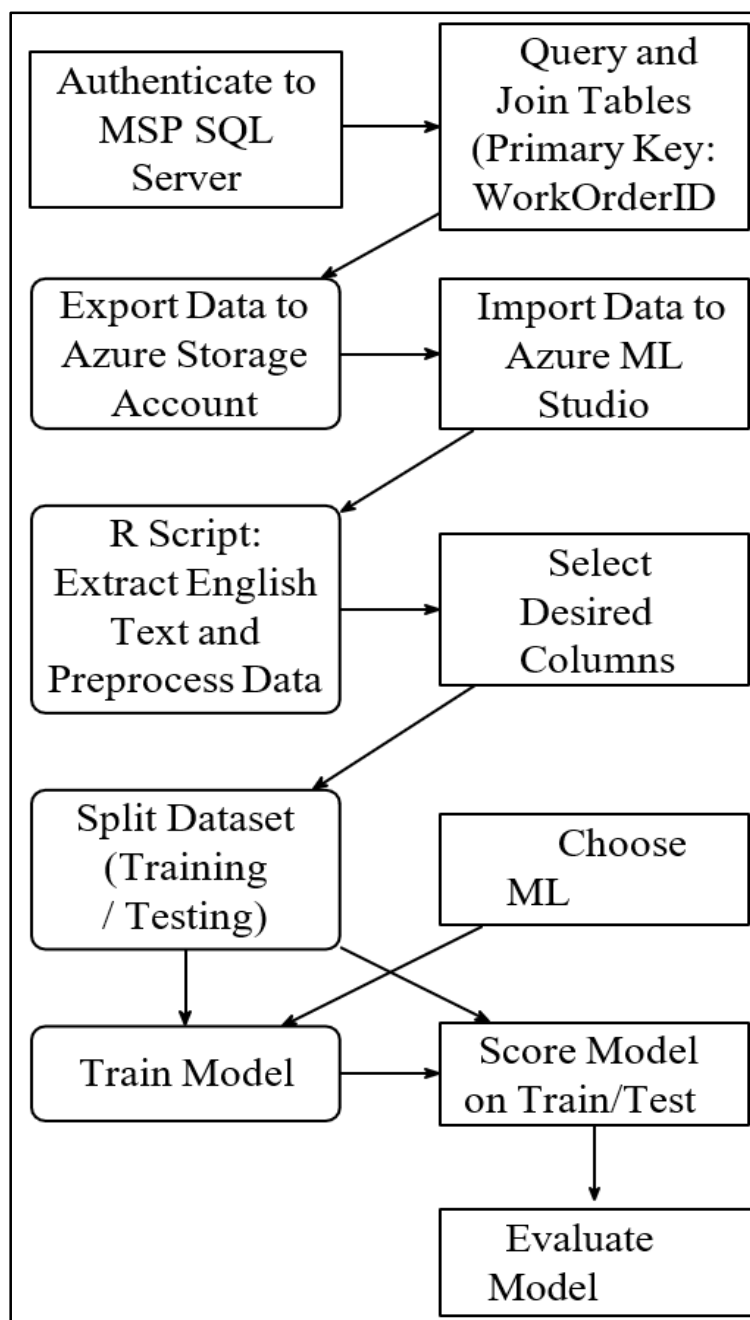 Authenticate to
MSP SQL
Server
Query and
Join Tables
(Primary Key:
WorkOrderID
Export Data to
Azure Storage
Account
Import Data to
Azure ML
Studio
R Script:
Extract English
Text and
Preprocess Data
Select
Desired
Columns
Split Dataset
(Training
/ Testing)
Choose
ML
Train Model
Score Model
on Train/Test
Evaluate
Model